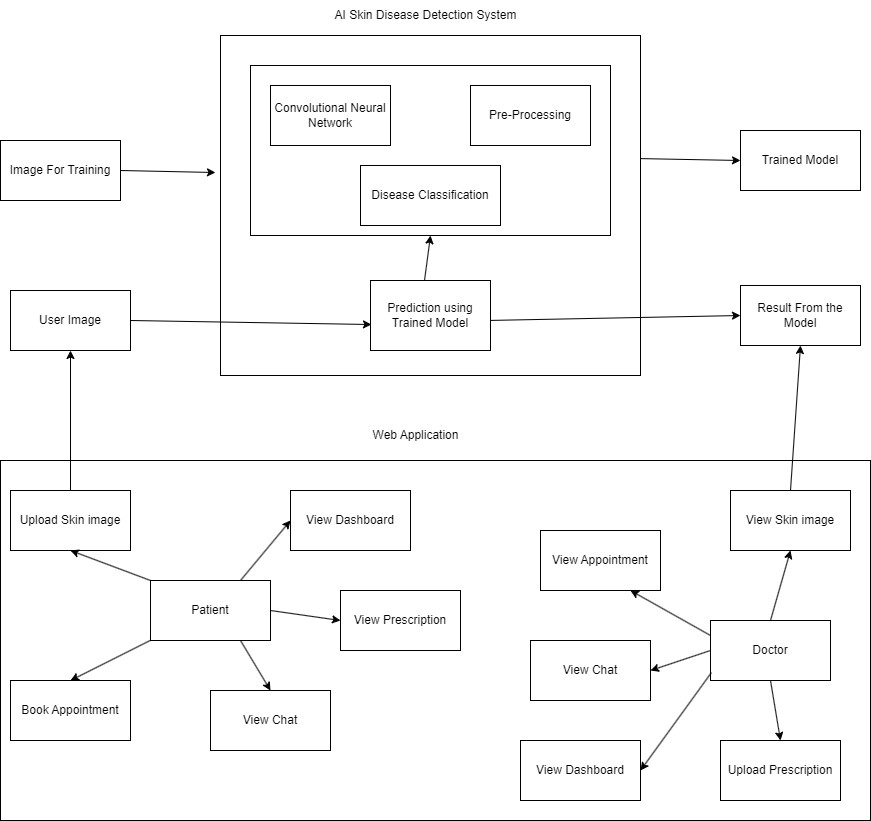 AI Skin Disease Detection System
Convolutional Neural
Network
Pre-Processing
Image For Training
Trained Model
Disease Classification
User Image
Prediction using
Trained Model
Result From the
Model
Web Application
Upload Skin image
View Dashboard
View Skin image
View Appointment
Patient
View Prescription
Doctor
View Chat
Book Appointment
View Chat
View Dashboard
Upload Prescription